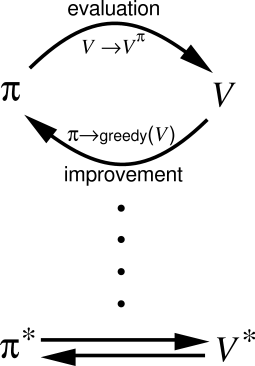 evaluation
V → V^π
π V
π→greedy(V)
improvement
π* V*